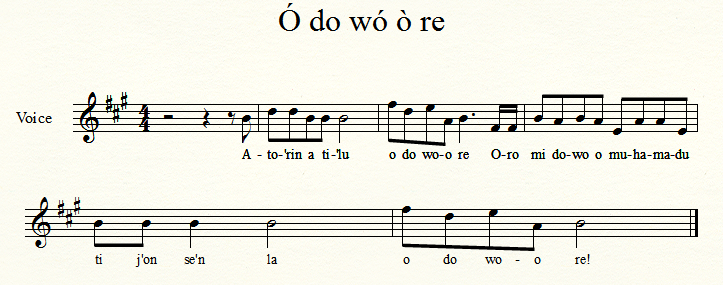 Ó do wó ò re
Voice
A - to-'rin a ti-'lu o do wo-o re O-ro mi do-wo o mu-ha-ma-du
ti j'on se'n la o do wo - o re!